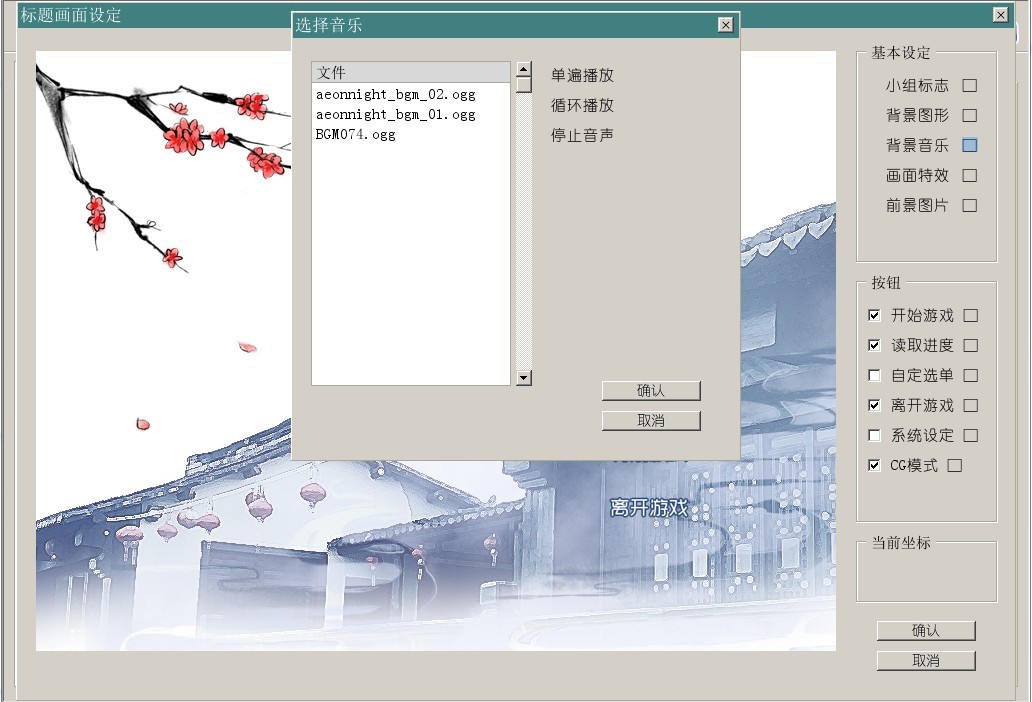 标题画面设定
选择音乐
文件
aeonnight_bgm_02.ogg
aeonnight_bgm_01.ogg
BGM074.ogg
单遍播放
循环播放
停止音声
确认
取消
离开游戏
基本设定
小组标志
背景图形
背景音乐
画面特效
前景图片
按钮
开始游戏
读取进度
自定选单
离开游戏
系统设定
CG模式
当前坐标
确认
取消